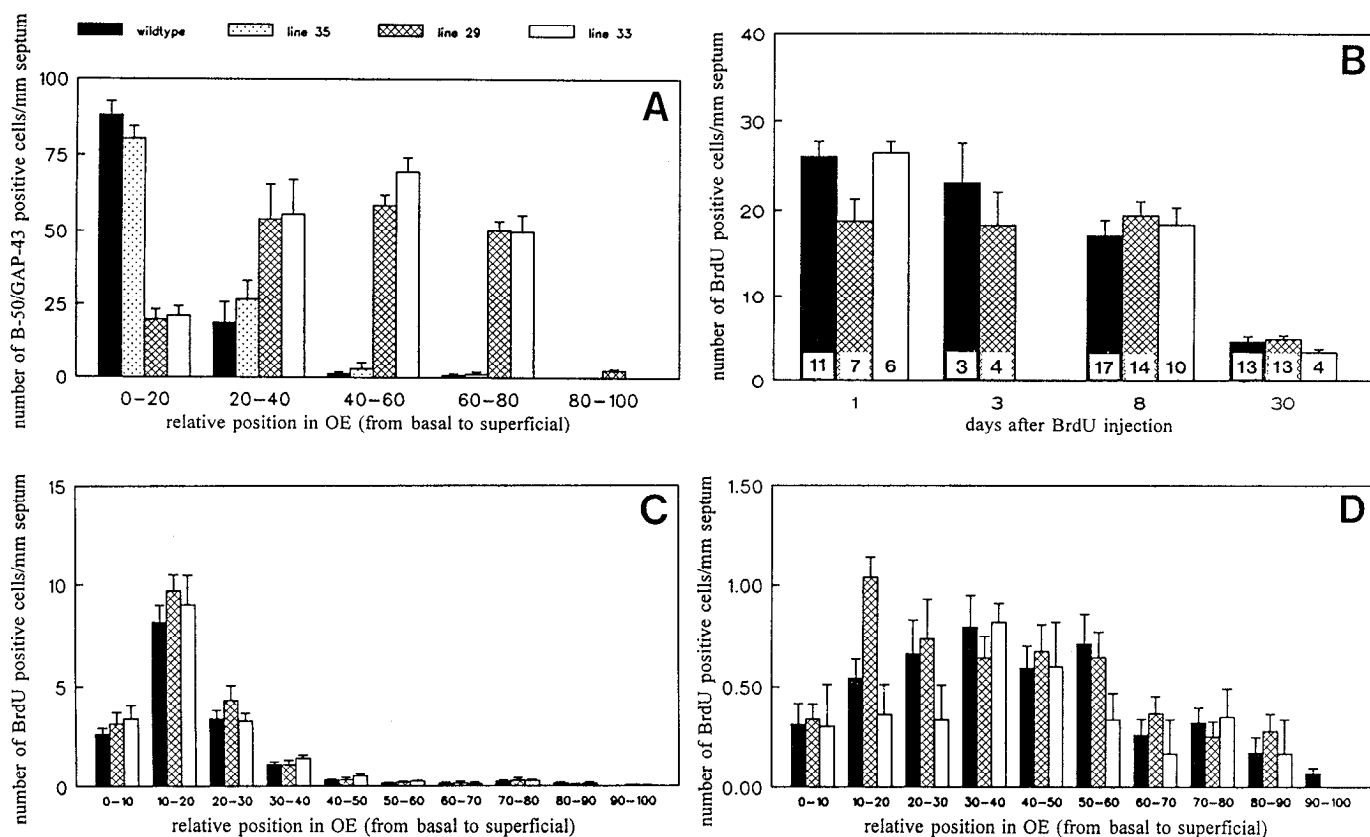 wildtype line 35 line 29 line 33
A
number of B-50/GAP-43 positive cells/mm septum
100
75
50
25
0
0-20 20-40 40-60 60-80 80-100
relative position in OE (from basal to superficial)
B
number of BrdU positive cells/mm septum
40
30
20
10
0
11 7 6 3 4 17 14 10 13 13 4
1 3 8 30
days after BrdU injection
C
number of BrdU positive cells/mm septum
15
10
5
0
0-10 10-20 20-30 30-40 40-50 50-60 60-70 70-80 80-90 90-100
relative position in OE (from basal to superficial)
D
number of BrdU positive cells/mm septum
1.50
1.00
0.50
0.00
0-10 10-20 20-30 30-40 40-50 50-60 60-70 70-80 80-90 90-100
relative position in OE (from basal to superficial)